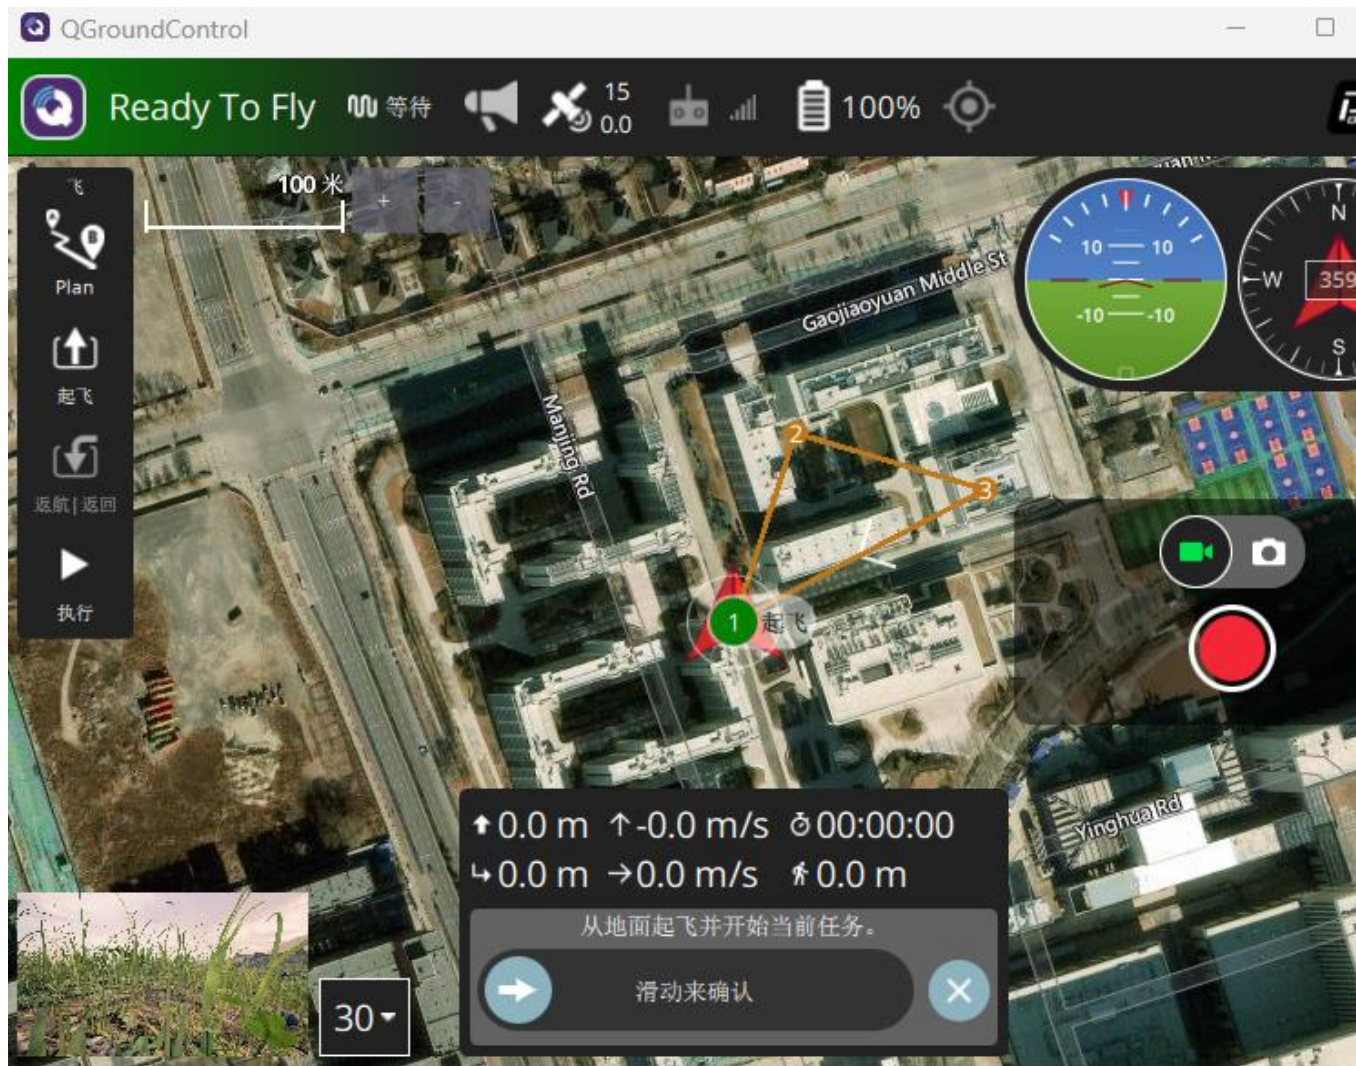 QGroundControl
Ready To Fly 等待 15 0.0 100%
飞
100 米
+ -
Plan
起飞
返航|返回
执行
Gaojiaoyuan Middle St
Manjing Rd
Yinghua Rd
10 10
-10 -10
N
W 359
S
2
3
1 起飞
0.0 m -0.0 m/s 00:00:00
0.0 m 0.0 m/s 0.0 m
从地面起飞并开始当前任务。
滑动来确认
30